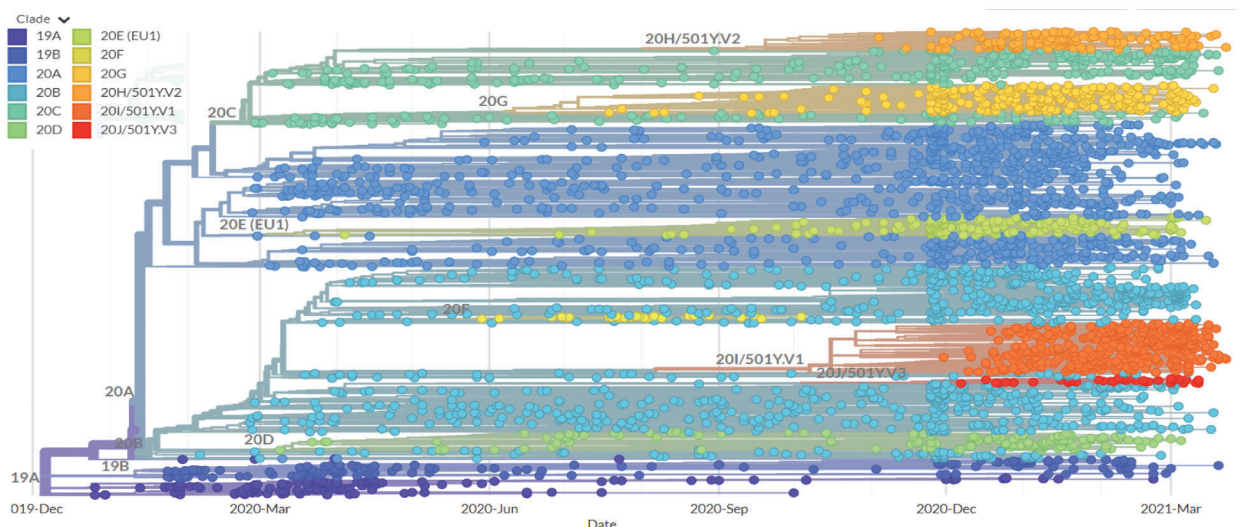 Clade
19A 20E (EU1)
19B 20F
20A 20G
20B 20H/501Y.V2
20C 20I/501Y.V1
20D 20J/501Y.V3
20H/501Y.V2
20G
20C
20E (EU1)
20F
20I/501Y.V1
20J/501Y.V3
20A
20D
20B
19B
19A
019-Dec 2020-Mar 2020-Jun 2020-Sep 2020-Dec 2021-Mar
Date